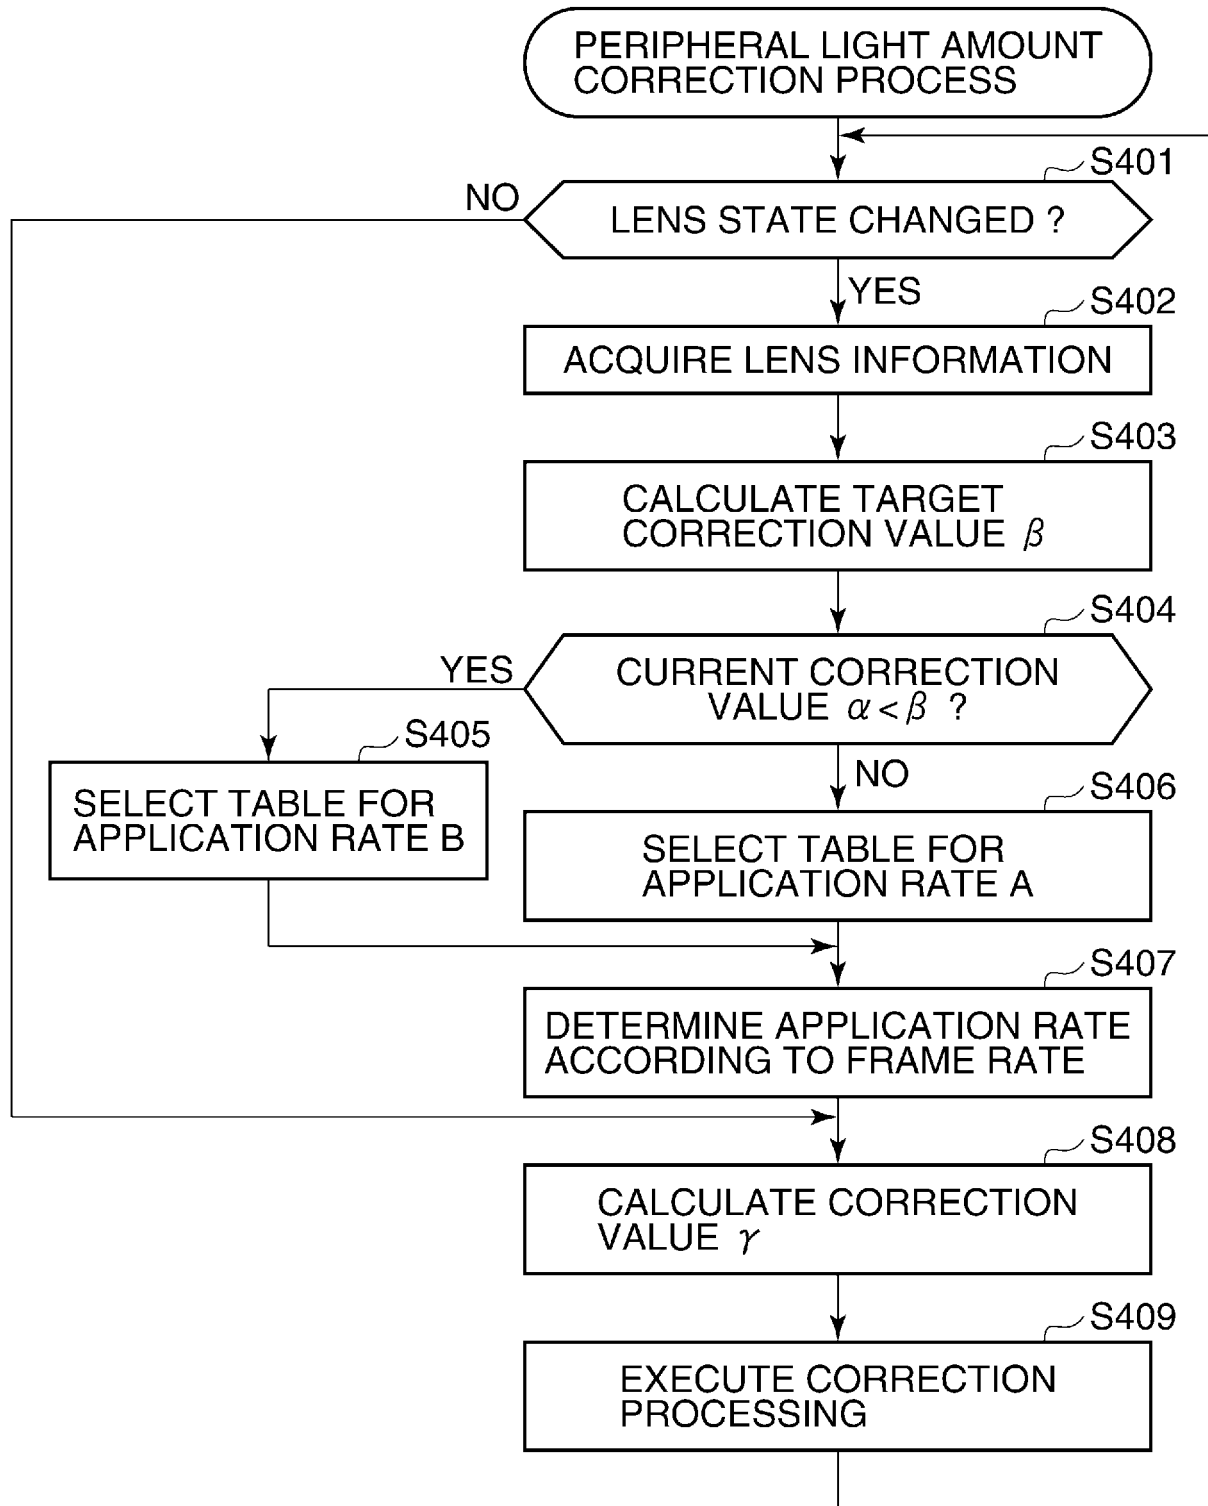 PERIPHERAL LIGHT AMOUNT
CORRECTION PROCESS
S401
NO
LENS STATE CHANGED ?
YES
S402
ACQUIRE LENS INFORMATION
S403
CALCULATE TARGET
CORRECTION VALUE β
S404
YES
CURRENT CORRECTION
VALUE α < β ?
S405
NO
SELECT TABLE FOR
APPLICATION RATE B
S406
SELECT TABLE FOR
APPLICATION RATE A
S407
DETERMINE APPLICATION RATE
ACCORDING TO FRAME RATE
S408
CALCULATE CORRECTION
VALUE γ
S409
EXECUTE CORRECTION
PROCESSING